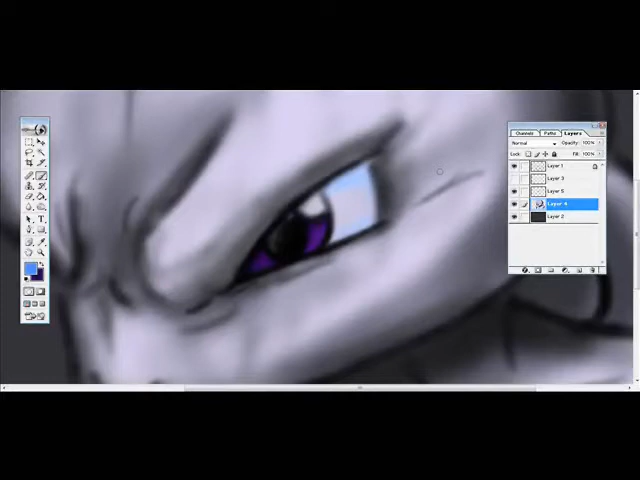 Channels Paths Layers
Normal Opacity: 100%
Lock: Fill: 100%
Layer 1
Layer 3
Layer 5
Layer 4
Layer 2
T